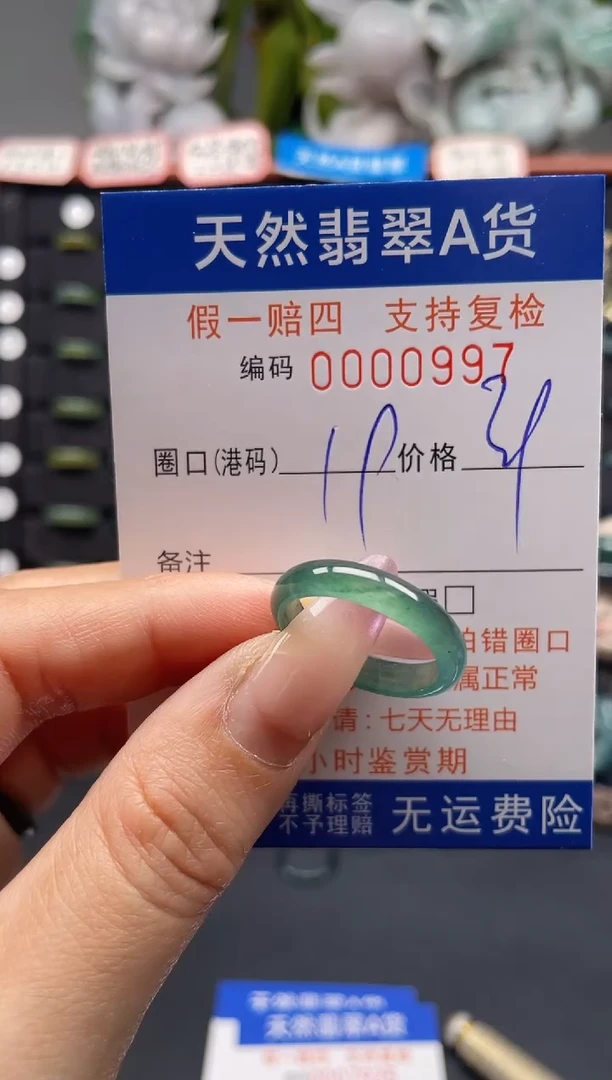 天然翡翠A货
假一赔四 支持复检
编码 0000997
圈口(港码) 价格
备注
拍错圈口
属正常
请:七天无理由
小时鉴赏期
再撕标签
不予理赔
无运费险
天然翡翠A货